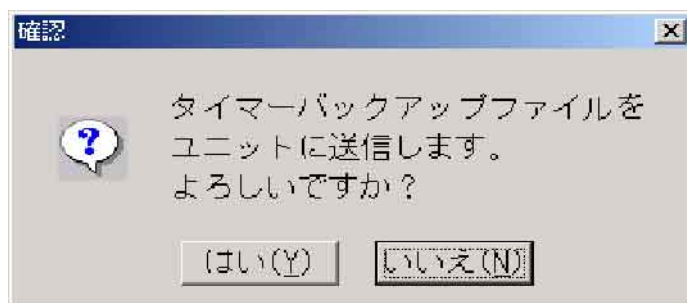 確認
タイマーバックアップファイルを
ユニットに送信します。
よろしいですか？
はい(Y) いいえ(N)